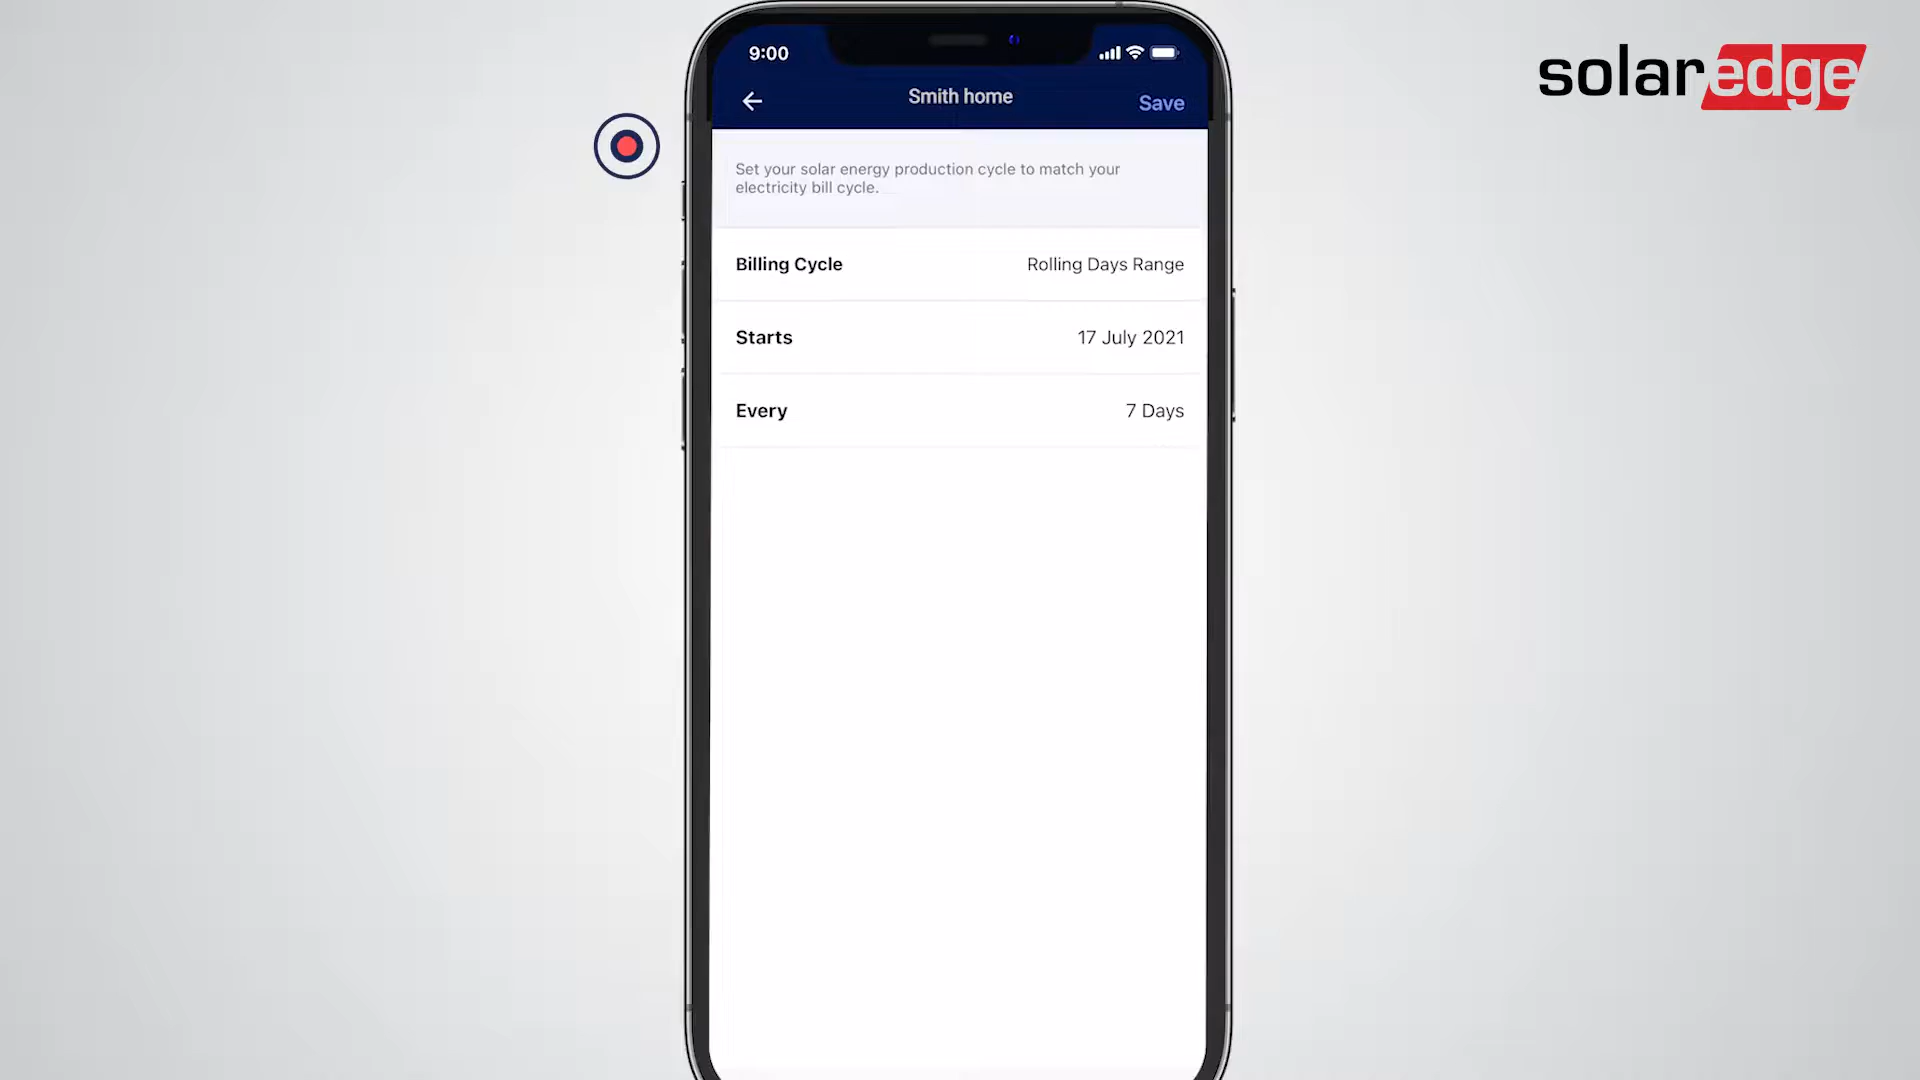 9:00
Smith home
Save
solaredge
Set your solar energy production cycle to match your
electricity bill cycle.
Billing Cycle
Rolling Days Range
Starts
17 July 2021
Every
7 Days